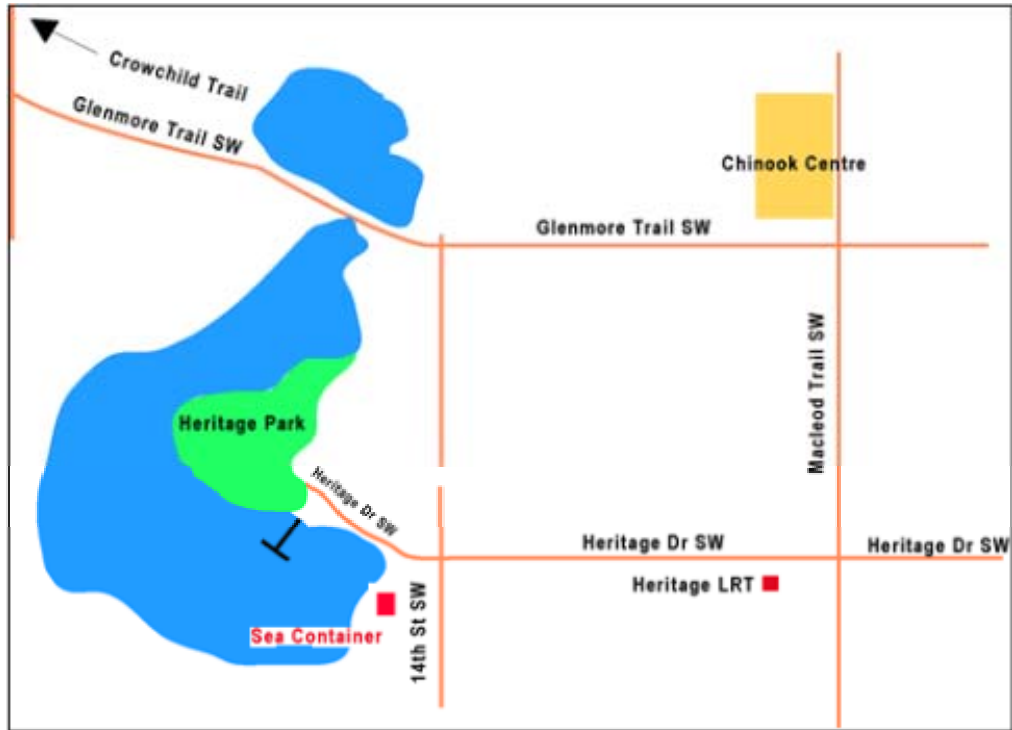 Crowchild Trail
Glenmore Trail SW
Chinook Centre
Glenmore Trail SW
Macleod Trail SW
Heritage Park
Heritage Dr SW
Heritage Dr SW
Heritage Dr SW
Heritage LRT
14th St SW
Sea Container